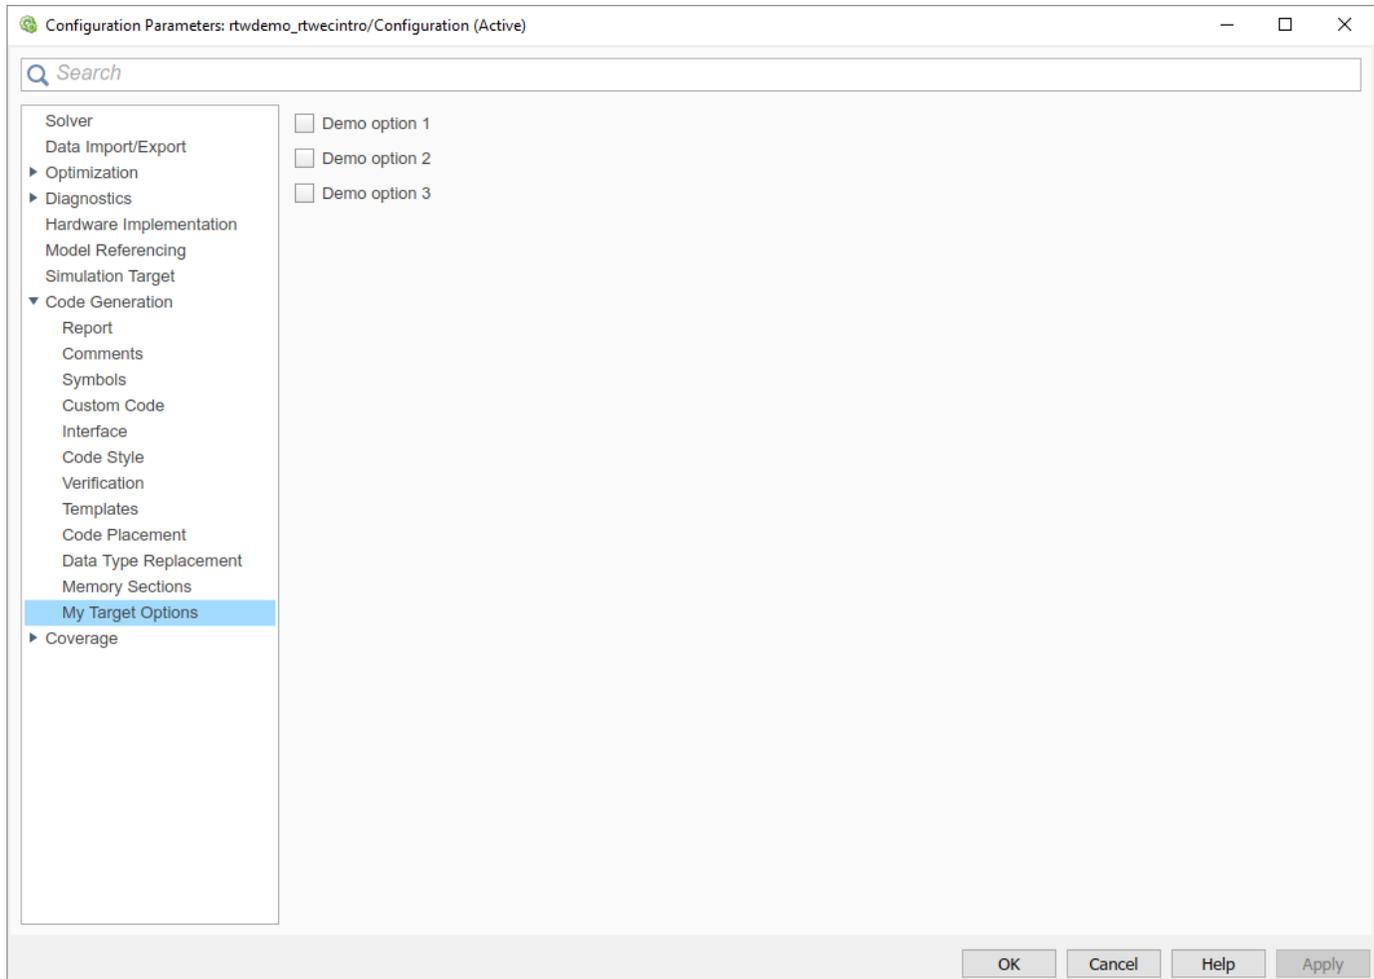 Configuration Parameters: rtwdemo_rtwecintro/Configuration (Active)
Search
Solver
Data Import/Export
Optimization
Diagnostics
Hardware Implementation
Model Referencing
Simulation Target
Code Generation
Report
Comments
Symbols
Custom Code
Interface
Code Style
Verification
Templates
Code Placement
Data Type Replacement
Memory Sections
My Target Options
Coverage
Demo option 1
Demo option 2
Demo option 3
OK Cancel Help Apply